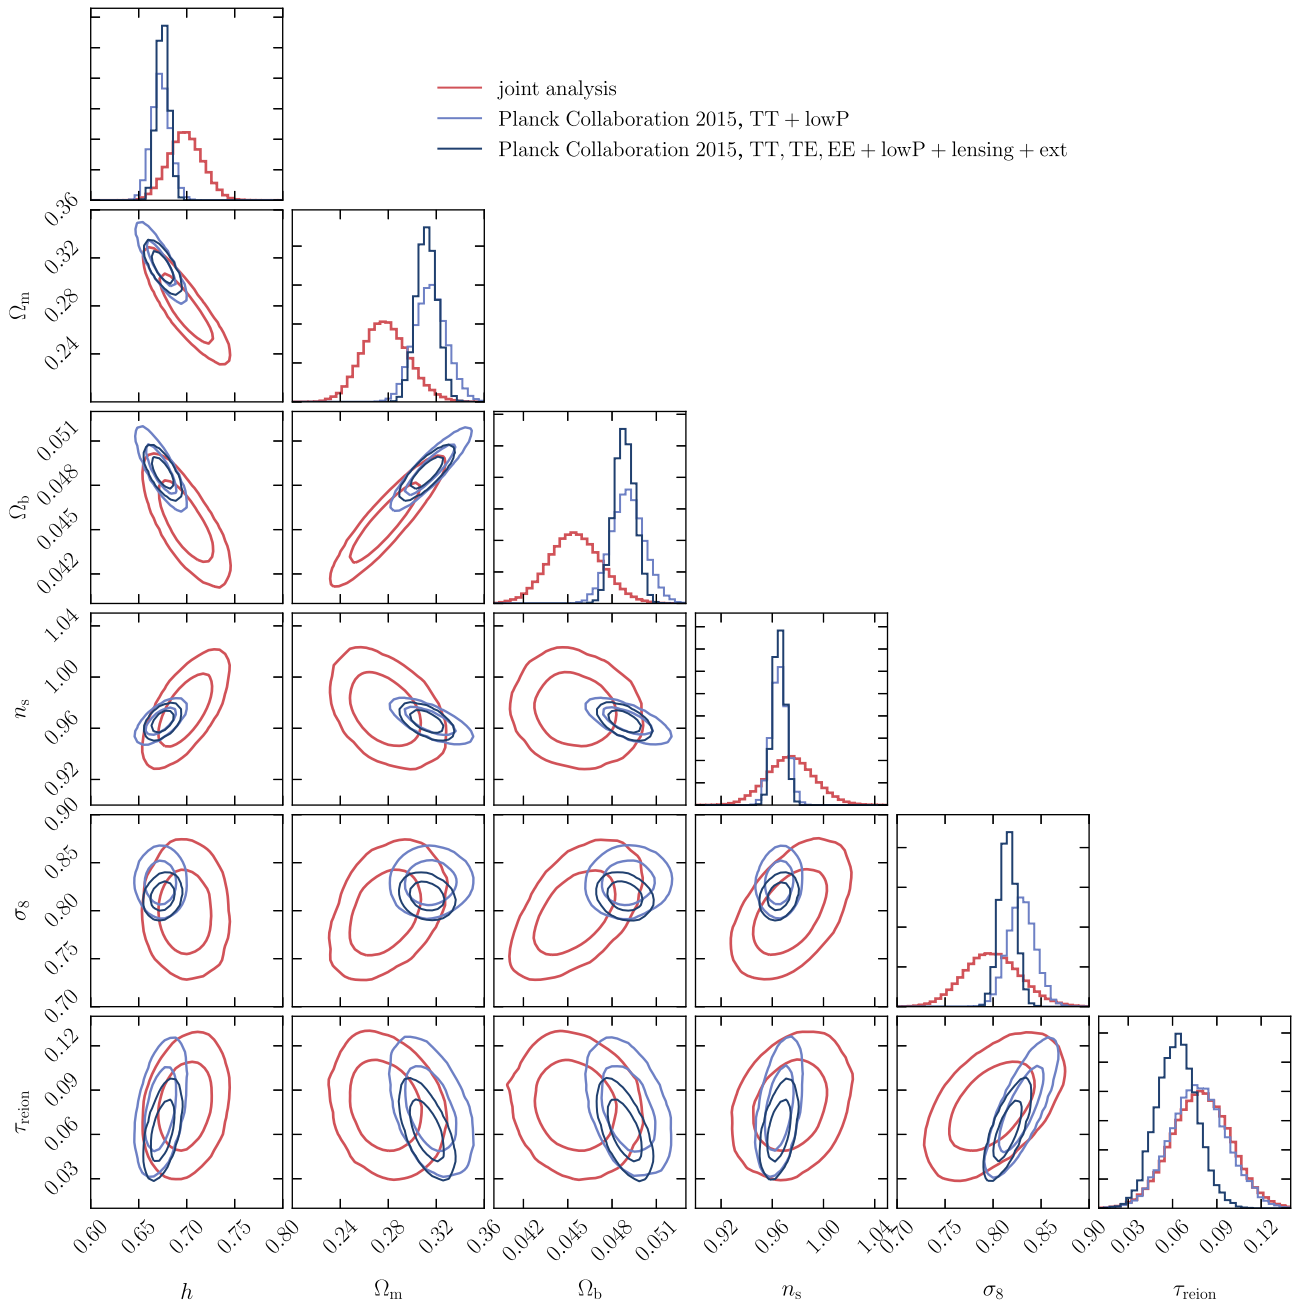 joint analysis
Planck Collaboration 2015, TT + lowP
Planck Collaboration 2015, TT, TE, EE + lowP + lensing + ext
0.36
0.32
0.28
0.24
Ωm
0.051
0.048
0.045
0.042
Ωb
1.04
1.00
0.96
0.92
ns
0.90
0.85
0.80
0.75
0.70
σ8
0.12
0.09
0.06
0.03
τreion
0.60 0.65 0.70 0.75 0.80
0.24 0.28 0.32 0.36
0.042 0.045 0.048 0.051
0.92 0.96 1.00 1.04
0.70 0.75 0.80 0.85 0.90
0.03 0.06 0.09 0.12
h Ωm Ωb ns σ8 τreion